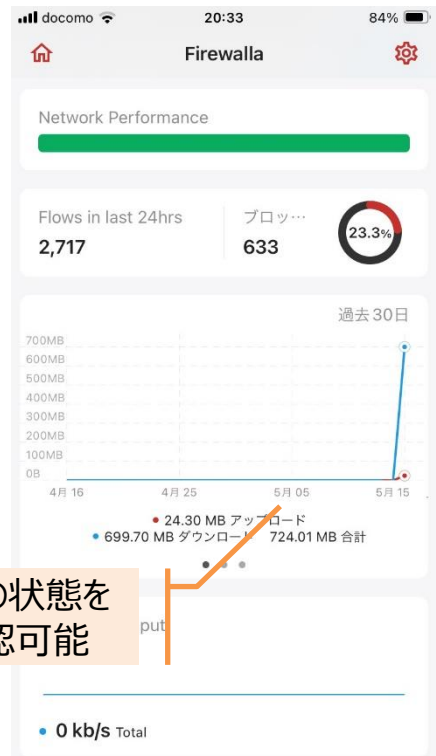 docomo 20:33 84%
Firewalla
Network Performance
Flows in last 24hrs ブロッ…
2,717 633 23.3%
過去30日
700MB
600MB
500MB
400MB
300MB
200MB
100MB
0B
4月 16 4月 25 5月 05 5月 15
24.30 MB アップロード
699.70 MB ダウンロード 724.01 MB 合計
の状態を
認可能
put
0 kb/s Total